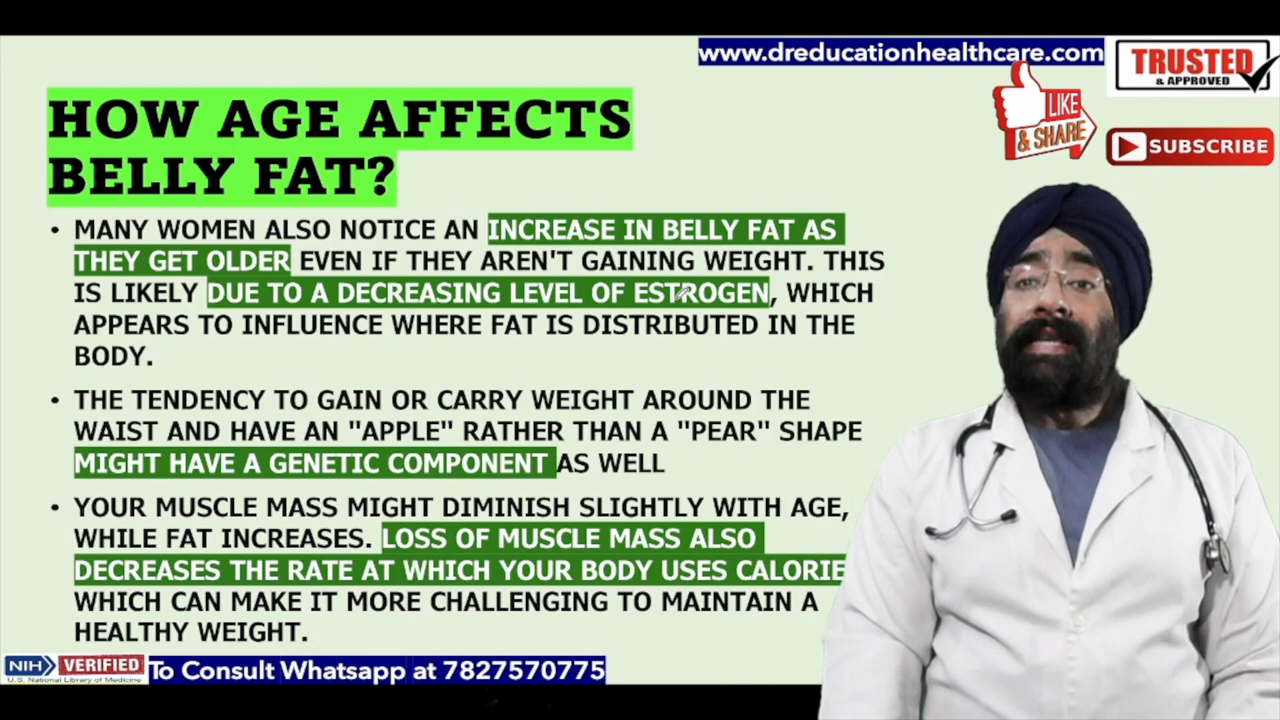 www.dreducationhealthcare.com
TRUSTED
& APPROVED
LIKE
& SHARE
SUBSCRIBE
HOW AGE AFFECTS
BELLY FAT?
• MANY WOMEN ALSO NOTICE AN INCREASE IN BELLY FAT AS
THEY GET OLDER EVEN IF THEY AREN'T GAINING WEIGHT. THIS
IS LIKELY DUE TO A DECREASING LEVEL OF ESTROGEN, WHICH
APPEARS TO INFLUENCE WHERE FAT IS DISTRIBUTED IN THE
BODY.
• THE TENDENCY TO GAIN OR CARRY WEIGHT AROUND THE
WAIST AND HAVE AN "APPLE" RATHER THAN A "PEAR" SHAPE
MIGHT HAVE A GENETIC COMPONENT AS WELL
• YOUR MUSCLE MASS MIGHT DIMINISH SLIGHTLY WITH AGE,
WHILE FAT INCREASES. LOSS OF MUSCLE MASS ALSO
DECREASES THE RATE AT WHICH YOUR BODY USES CALORIE
WHICH CAN MAKE IT MORE CHALLENGING TO MAINTAIN A
HEALTHY WEIGHT.
NIH VERIFIED
U.S. National Library of Medicine
To Consult Whatsapp at 7827570775